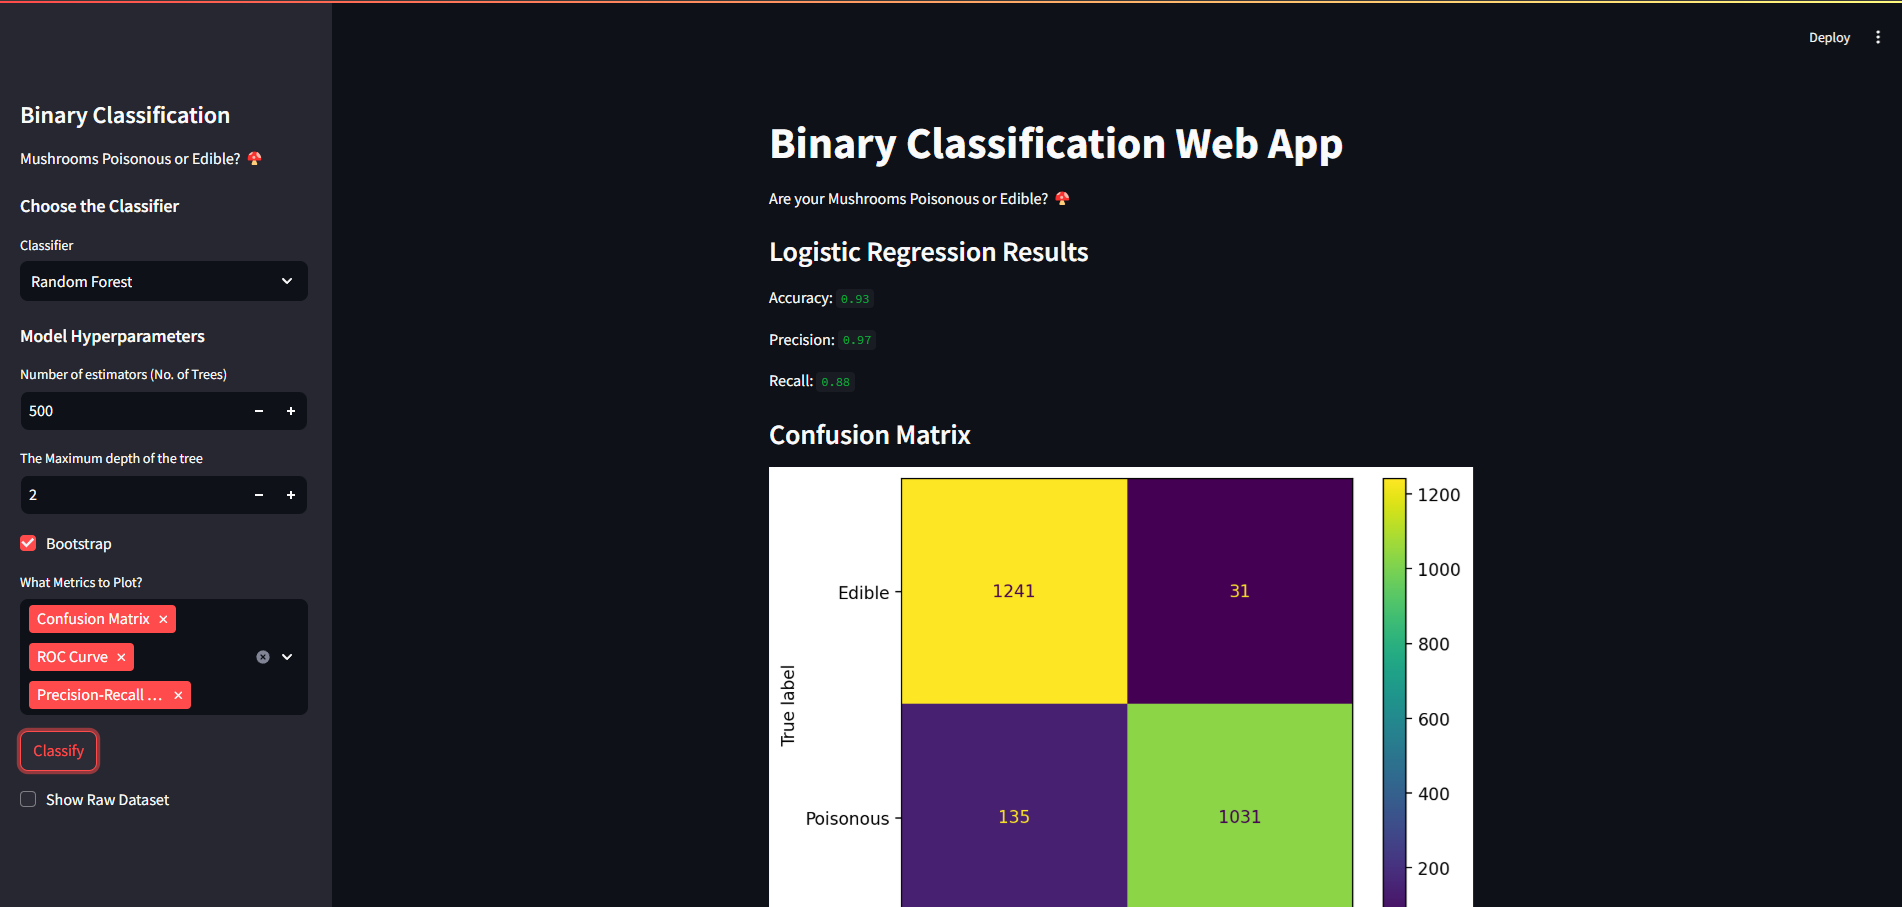 Deploy
Binary Classification
Mushrooms Poisonous or Edible? 🍄
Choose the Classifier
Classifier
Random Forest
Model Hyperparameters
Number of estimators (No. of Trees)
500
The Maximum depth of the tree
2
Bootstrap
What Metrics to Plot?
Confusion Matrix
ROC Curve
Precision-Recall ...
Classify
Show Raw Dataset
Binary Classification Web App
Are your Mushrooms Poisonous or Edible? 🍄
Logistic Regression Results
Accuracy: 0.93
Precision: 0.97
Recall: 0.88
Confusion Matrix
True label
Edible
1241 31
Poisonous
135 1031
1200
1000
800
600
400
200